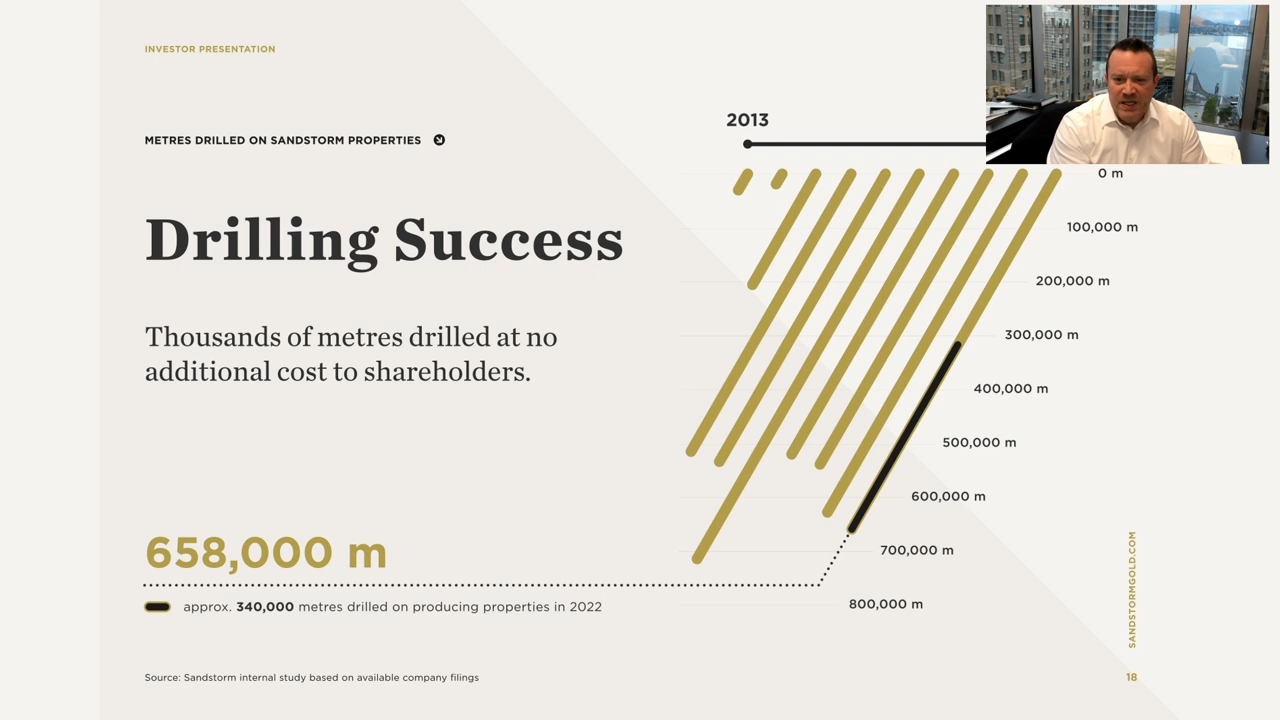 INVESTOR PRESENTATION
METRES DRILLED ON SANDSTORM PROPERTIES
Drilling Success
Thousands of metres drilled at no
additional cost to shareholders.
658,000 m
approx. 340,000 metres drilled on producing properties in 2022
Source: Sandstorm internal study based on available company filings
2013
0 m
100,000 m
200,000 m
300,000 m
400,000 m
500,000 m
600,000 m
700,000 m
800,000 m
SANDSTORMGOLD.COM
18